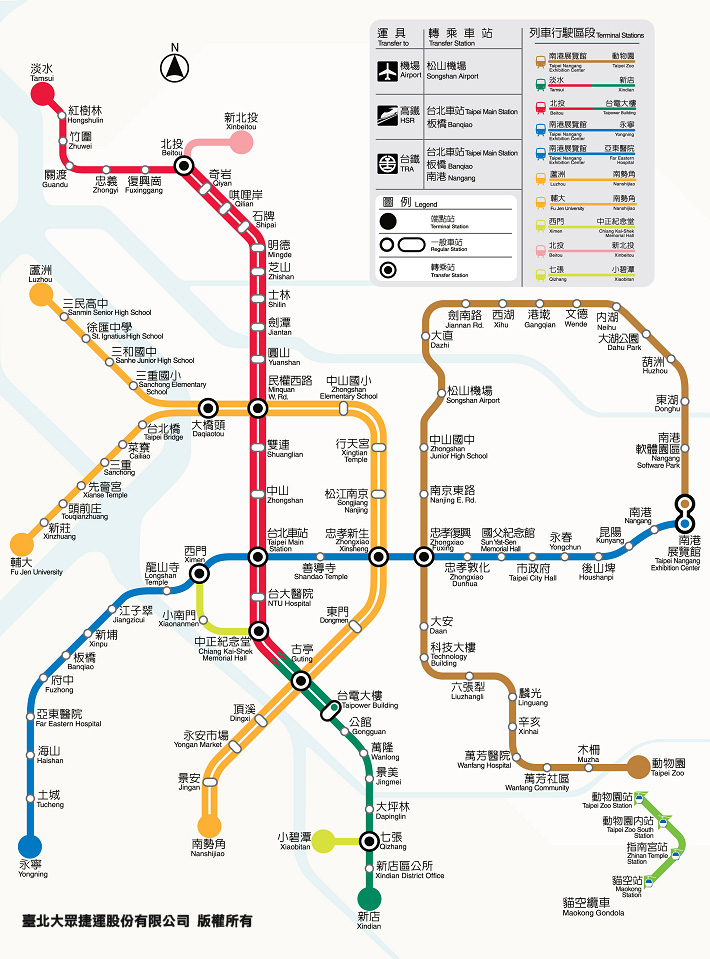 運具
Transfer to
轉乘車站
Transfer Station
機場
Airport
松山機場
Songshan Airport
高鐵
HSR
台北車站Taipei Main Station
板橋 Banqiao
台鐵
TRA
台北車站Taipei Main Station
板橋 Banqiao
南港 Nangang
圖例 Legend
端點站
Terminal Station
一般車站
Regular Station
轉乘站
Transfer Station
列車行駛區段Terminal Stations
南港展覽館
Taipei Nangang
Exhibition Center
動物園
Taipei Zoo
淡水
Tamsui
新店
Xindian
北投
Beitou
台電大樓
Taipower Building
南港展覽館
Taipei Nangang
Exhibition Center
永寧
Yongning
南港展覽館
Taipei Nangang
Exhibition Center
亞東醫院
Far Eastern
Hospital
蘆洲
Luzhou
南勢角
Nanshijiao
輔大
Fu Jen University
南勢角
Nanshijiao
西門
Ximen
中正紀念堂
Chiang Kai-Shek
Memorial Hall
北投
Beitou
新北投
Xinbeitou
七張
Qizhang
小碧潭
Xiaobitan
N
淡水
Tamsui
紅樹林
Hongshulin
竹圍
Zhuwei
關渡
Guandu
忠義
Zhongyi
復興崗
Fuxinggang
北投
Beitou
新北投
Xinbeitou
奇岩
Qiyan
唭哩岸
Qilian
石牌
Shipai
明德
Mingde
芝山
Zhishan
士林
Shilin
劍潭
Jiantan
圓山
Yuanshan
民權西路
Minquan
W. Rd.
雙連
Shuanglian
中山
Zhongshan
台北車站
Taipei Main
Station
台大醫院
NTU Hospital
中正紀念堂
Chiang Kai-Shek
Memorial Hall
古亭
Guting
台電大樓
Taipower Building
公館
Gongguan
萬隆
Wanlong
景美
Jingmei
大坪林
Dapinglin
七張
Qizhang
小碧潭
Xiaobitan
新店區公所
Xindian District Office
新店
Xindian
蘆洲
Luzhou
三民高中
Sanmin Senior High School
徐匯中學
St. Ignatius High School
三和國中
Sanhe Junior High School
三重國小
Sanchong Elementary
School
大橋頭
Daqiaotou
台北橋
Taipei Bridge
菜寮
Cailiao
三重
Sanchong
先嗇宮
Xianse Temple
頭前庄
Touqianzhuang
新莊
Xinzhuang
輔大
Fu Jen University
中山國小
Zhongshan
Elementary School
行天宮
Xingtian
Temple
松江南京
Songjiang
Nanjing
忠孝新生
Zhongxiao
Xinsheng
東門
Dongmen
頂溪
Dingxi
永安市場
Yongan Market
景安
Jingan
南勢角
Nanshijiao
西門
Ximen
小南門
Xiaonanmen
龍山寺
Longshan
Temple
江子翠
Jiangzicui
新埔
Xinpu
板橋
Banqiao
府中
Fuzhong
亞東醫院
Far Eastern Hospital
海山
Haishan
土城
Tucheng
永寧
Yongning
善導寺
Shandao Temple
忠孝復興
Zhongxiao
Fuxing
忠孝敦化
Zhongxiao
Dunhua
國父紀念館
Sun Yat-Sen
Memorial Hall
市政府
Taipei City Hall
永春
Yongchun
後山埤
Houshanpi
昆陽
Kunyang
南港
Nangang
南港
展覽館
Taipei Nangang
Exhibition Center
南港
軟體園區
Nangang
Software Park
東湖
Donghu
葫洲
Huzhou
大湖公園
Dahu Park
內湖
Neihu
文德
Wende
港墘
Gangqian
西湖
Xihu
劍南路
Jiannan Rd.
大直
Dazhi
松山機場
Songshan Airport
中山國中
Zhongshan
Junior High School
南京東路
Nanjing E. Rd.
大安
Daan
科技大樓
Technology
Building
六張犁
Liuzhangli
麟光
Linguang
辛亥
Xinhai
萬芳醫院
Wanfang Hospital
萬芳社區
Wanfang Community
木柵
Muzha
動物園
Taipei Zoo
動物園站
Taipei Zoo Station
動物園內站
Taipei Zoo South
Station
指南宮站
Zhinan Temple
Station
貓空站
Maokong
Station
貓空纜車
Maokong Gondola
臺北大眾捷運股份有限公司 版權所有